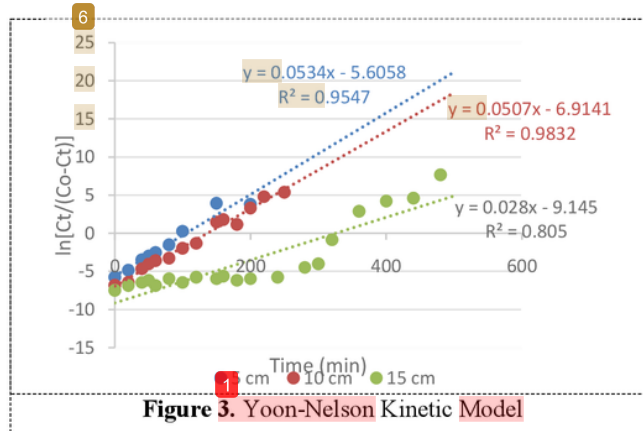 6
25
20
15
10
5
0
-5
-10
-15
ln[Ct/(Co-Ct)]
y = 0.0534x - 5.6058
R² = 0.9547
y = 0.0507x - 6.9141
R² = 0.9832
y = 0.028x - 9.145
R² = 0.805
0 200 400 600
Time (min)
5 cm 10 cm 15 cm
1
Figure 3. Yoon-Nelson Kinetic Model